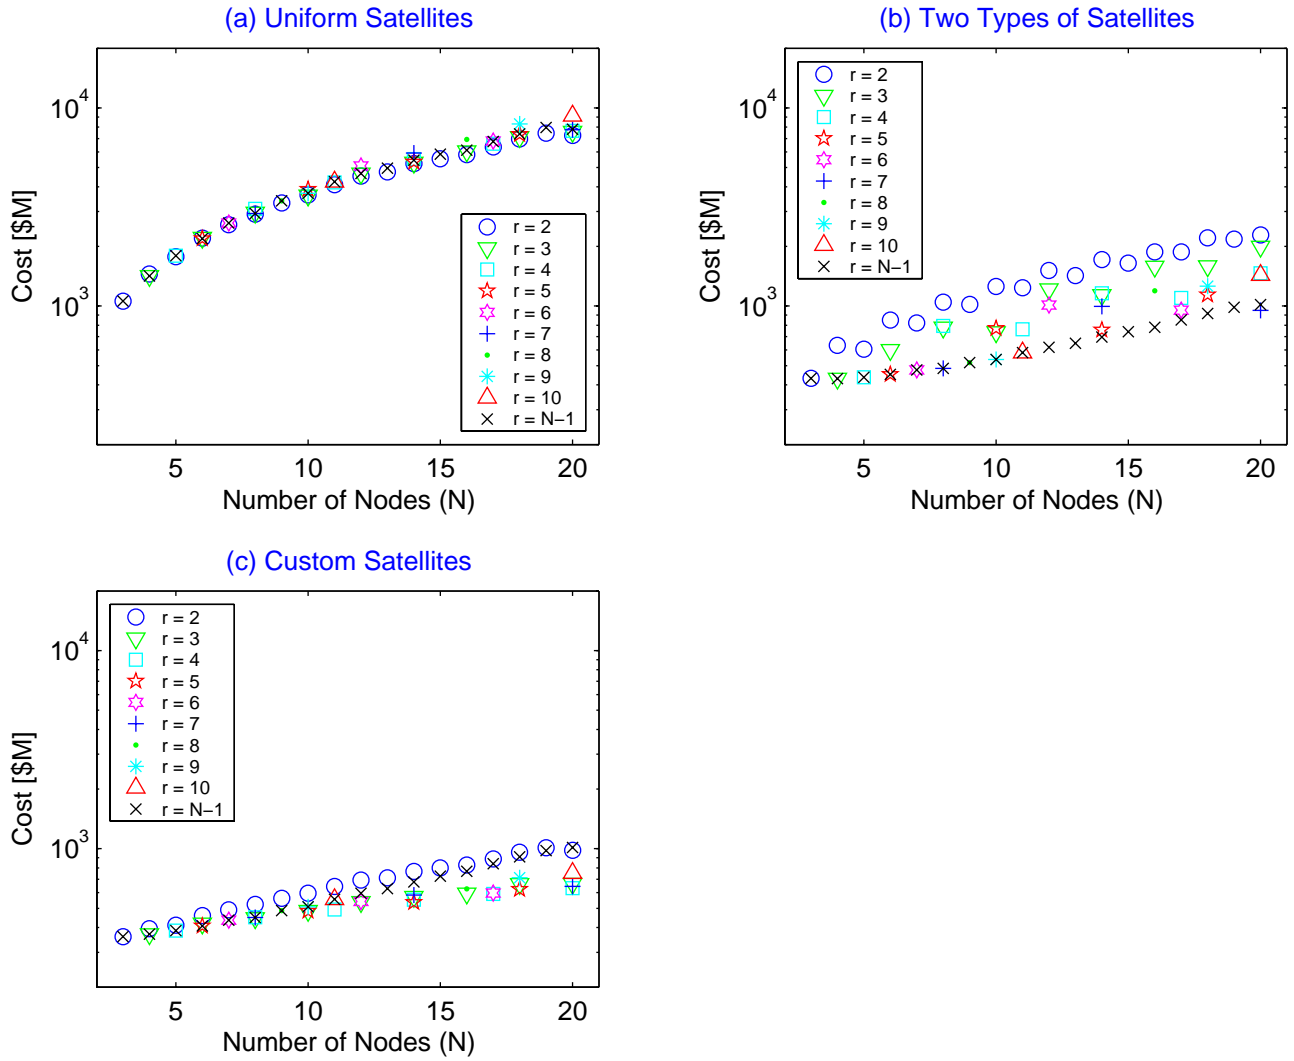 (a) Uniform Satellites
10^4
10^3
Cost [$M]
5
10
15
20
Number of Nodes (N)
r = 2
r = 3
r = 4
r = 5
r = 6
r = 7
r = 8
r = 9
r = 10
r = N−1
(b) Two Types of Satellites
10^4
10^3
Cost [$M]
5
10
15
20
Number of Nodes (N)
r = 2
r = 3
r = 4
r = 5
r = 6
r = 7
r = 8
r = 9
r = 10
r = N−1
(c) Custom Satellites
10^4
10^3
Cost [$M]
5
10
15
20
Number of Nodes (N)
r = 2
r = 3
r = 4
r = 5
r = 6
r = 7
r = 8
r = 9
r = 10
r = N−1